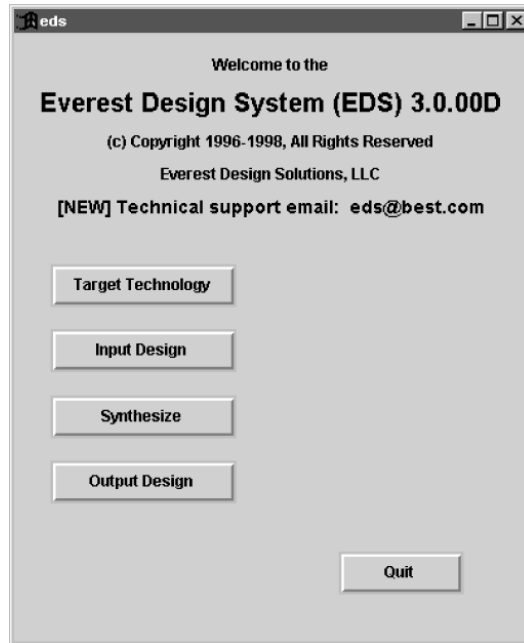 eds
Welcome to the
Everest Design System (EDS) 3.0.00D
(c) Copyright 1996-1998, All Rights Reserved
Everest Design Solutions, LLC
[NEW] Technical support email: eds@best.com
Target Technology
Input Design
Synthesize
Output Design
Quit